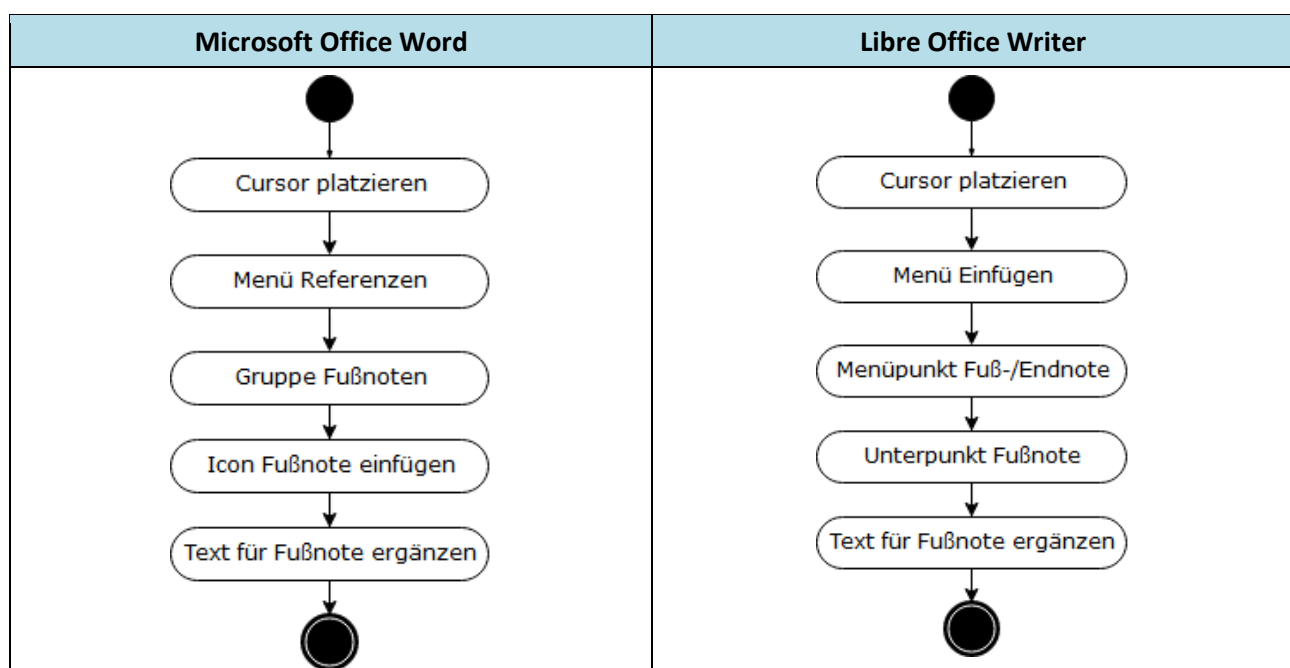 Microsoft Office Word
Libre Office Writer
Cursor platzieren
Menü Referenzen
Gruppe Fußnoten
Icon Fußnote einfügen
Text für Fußnote ergänzen
Cursor platzieren
Menü Einfügen
Menüpunkt Fuß-/Endnote
Unterpunkt Fußnote
Text für Fußnote ergänzen